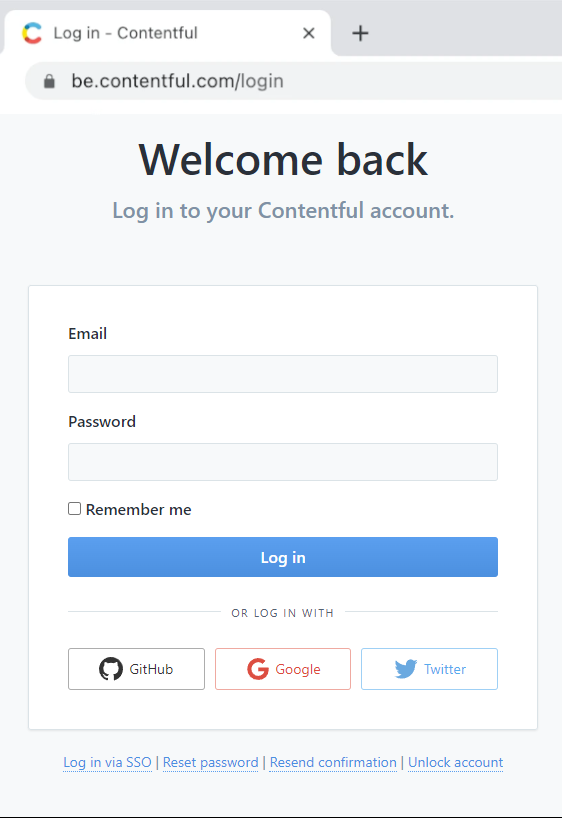 Log in - Contentful
be.contentful.com/login
Welcome back
Log in to your Contentful account.
Email
Password
Remember me
Log in
OR LOG IN WITH
GitHub Google Twitter
Log in via SSO | Reset password | Resend confirmation | Unlock account